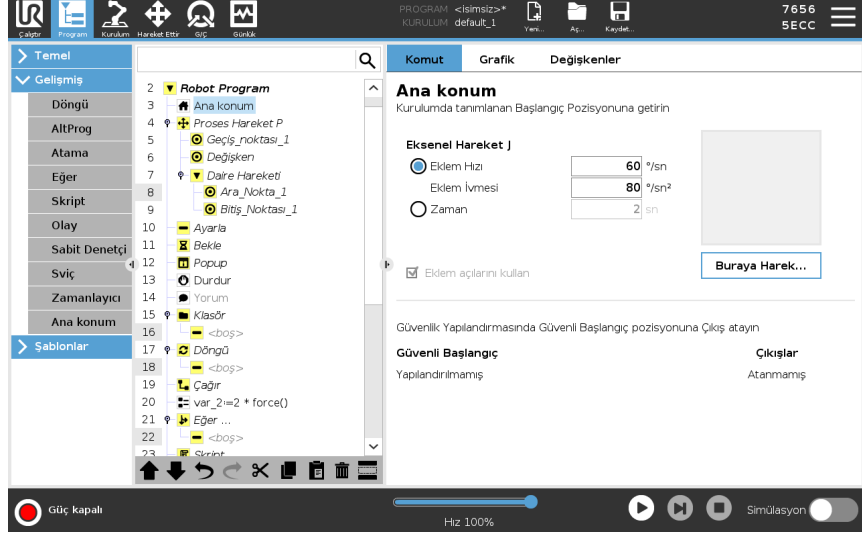 UR
PROGRAM <isimsiz>*
KURULUM default_1
7656
5ECC
Çalıştır Program Kurulum Hareket Ettir G/Ç Günlük
Yeni... Aç... Kaydet...
Temel
Gelişmiş
Döngü
AltProg
Atama
Eğer
Skript
Olay
Sabit Denetçi
Sviç
Zamanlayıcı
Ana konum
Şablonlar
2 Robot Program
3 Ana konum
4 Proses Hareket P
5 Geçiş_noktası_1
6 Değişken
7 Daire Hareketi
8 Ara_Nokta_1
9 Bitiş_Noktası_1
10 Ayarla
11 Bekle
12 Popup
13 Durdur
14 Yorum
15 Klasör
16 <boş>
17 Döngü
18 <boş>
19 Çağır
20 var_2:=2 * force()
21 Eğer ...
22 <boş>
23 Skript
Komut Grafik Değişkenler
Ana konum
Kurulumda tanımlanan Başlangıç Pozisyonuna getirin
Eksenel Hareket J
Eklem Hızı 60 °/sn
Eklem İvmesi 80 °/sn²
Zaman 2 sn
Buraya Harek...
Eklem açılarını kullan
Güvenlik Yapılandırmasında Güvenli Başlangıç pozisyonuna Çıkış atayın
Güvenli Başlangıç Çıkışlar
Yapılandırılmamış Atanmamış
Güç kapalı
Hız 100%
Simülasyon